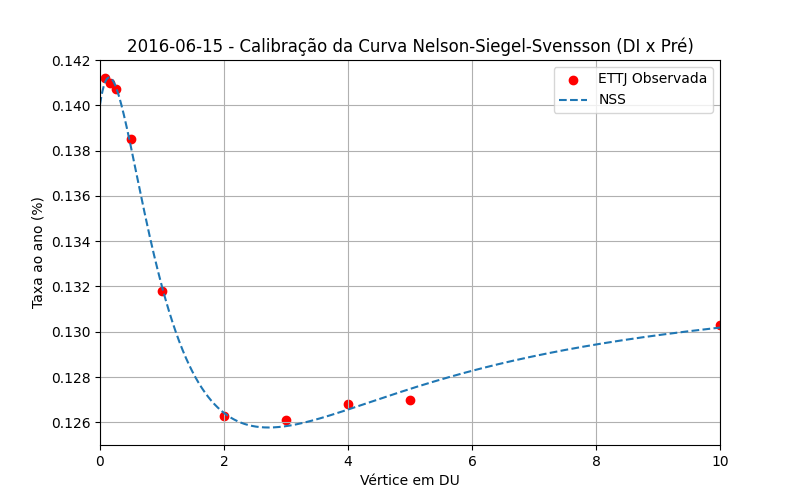 2016-06-15 - Calibração da Curva Nelson-Siegel-Svensson (DI x Pré)
ETTJ Observada
NSS
Taxa ao ano (%)
0.142
0.140
0.138
0.136
0.134
0.132
0.130
0.128
0.126
0 2 4 6 8 10
Vértice em DU